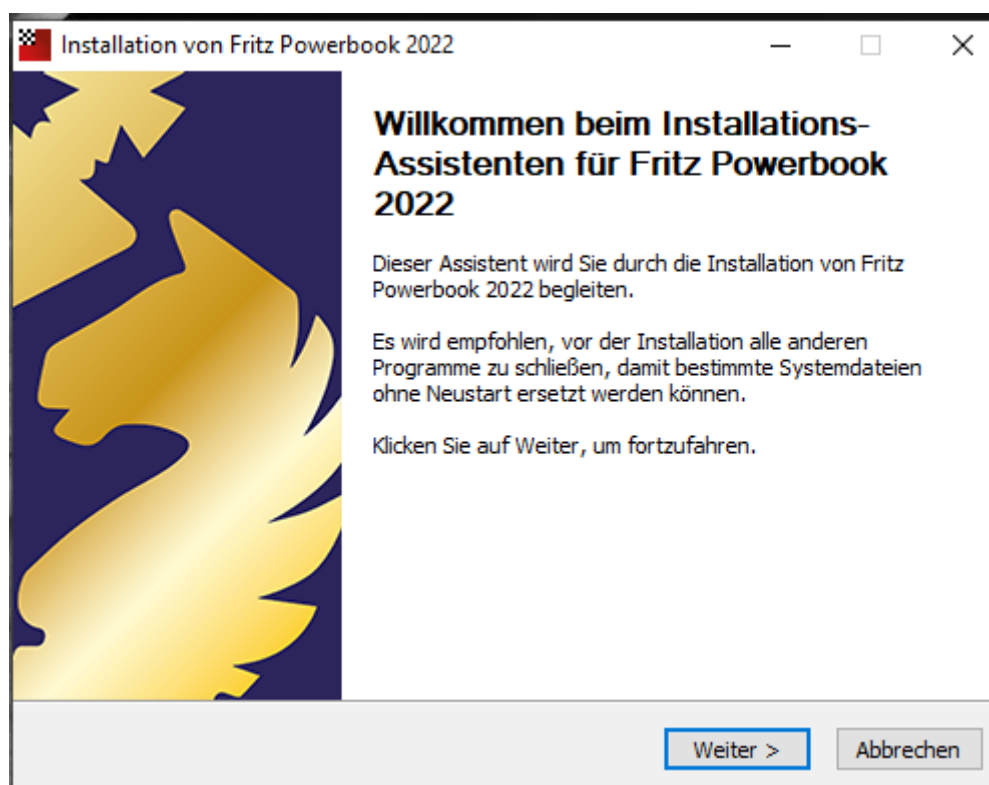 Installation von Fritz Powerbook 2022
Willkommen beim Installations-
Assistenten für Fritz Powerbook
2022
Dieser Assistent wird Sie durch die Installation von Fritz
Powerbook 2022 begleiten.
Es wird empfohlen, vor der Installation alle anderen
Programme zu schließen, damit bestimmte Systemdateien
ohne Neustart ersetzt werden können.
Klicken Sie auf Weiter, um fortzufahren.
Weiter >
Abbrechen